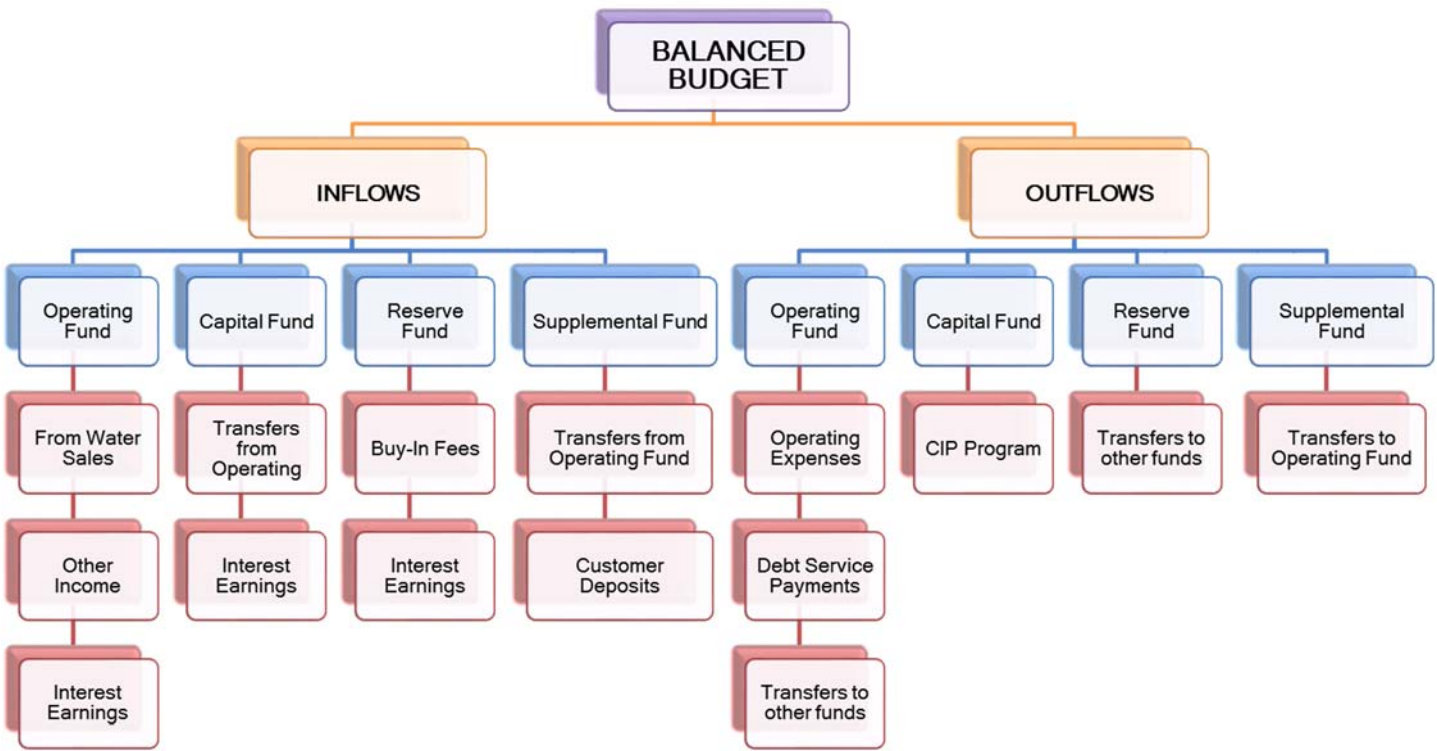 BALANCED
BUDGET
INFLOWS
OUTFLOWS
Operating
Fund
Capital Fund
Reserve
Fund
Supplemental Fund
Operating
Fund
Capital Fund
Reserve
Fund
Supplemental
Fund
From Water
Sales
Transfers
from
Operating
Buy-In Fees
Transfers from
Operating Fund
Operating
Expenses
CIP Program
Transfers to
other funds
Transfers to
Operating Fund
Other
Income
Interest
Earnings
Interest
Earnings
Customer
Deposits
Debt Service
Payments
Interest
Earnings
Transfers to
other funds